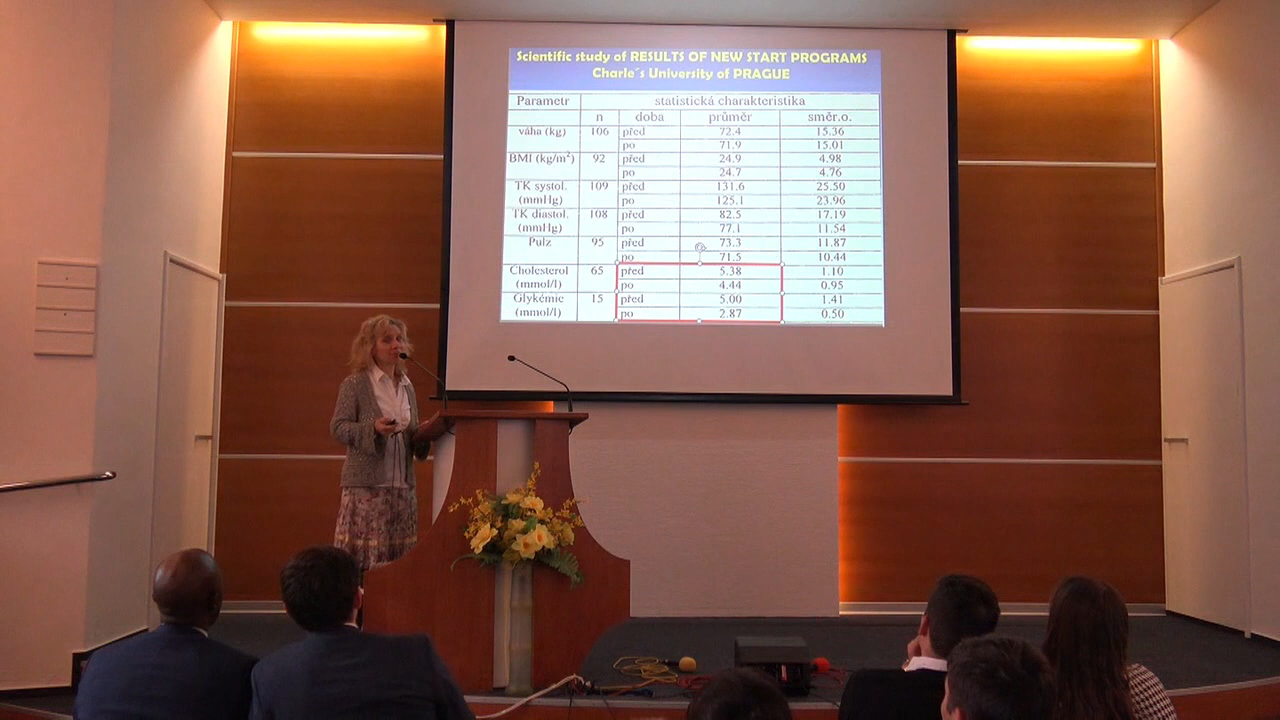 Scientific study of RESULTS OF NEW START PROGRAMS
Charle´s University of PRAGUE
Parametr statistická charakteristika
n doba průměr směr.o.
váha (kg) 106 před 72.4 15.36
po 71.9 15.01
BMI (kg/m²) 92 před 24.9 4.98
po 24.7 4.76
TK systol. 109 před 131.6 25.50
(mmHg) po 125.1 23.96
TK diastol. 108 před 82.5 17.19
(mmHg) po 77.1 11.54
Pulz 95 před 73.3 11.87
po 71.5 10.44
Cholesterol 65 před 5.38 1.10
(mmol/l) po 4.44 0.95
Glykémie 15 před 5.00 1.41
(mmol/l) po 2.87 0.50